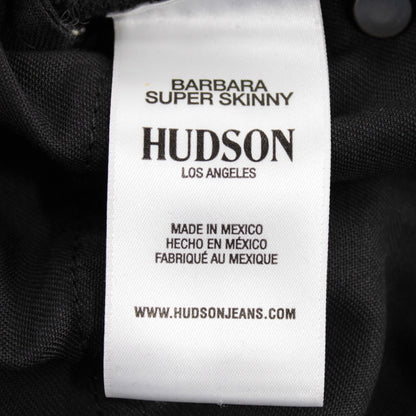 BARBARA
SUPER SKINNY
HUDSON
LOS ANGELES
MADE IN MEXICO
HECHO EN MÉXICO
FABRIQUÉ AU MEXIQUE
WWW.HUDSONJEANS.COM